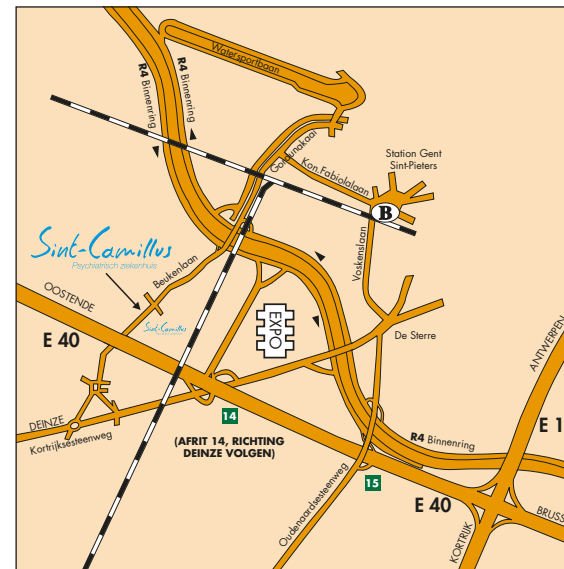 Watersportbaan
R4 Binnenring
R4 Binnenring
Gordunakaai
Kon.Fabiolalaan
Station Gent
Sint-Pieters
B
Voskenslaan
Sint-Camillus
Psychiatrisch ziekenhuis
Beukenlaan
OOSTENDE
Sint-Camillus
E 40
EXPO
De Sterre
ANTWERPEN
E 1
14
(AFRIT 14, RICHTING
DEINZE VOLGEN)
DEINZE
Kortrijksesteenweg
R4 Binnenring
15
Oudenaardsesteenweg
E 40
BRUSS
KORTRIJK